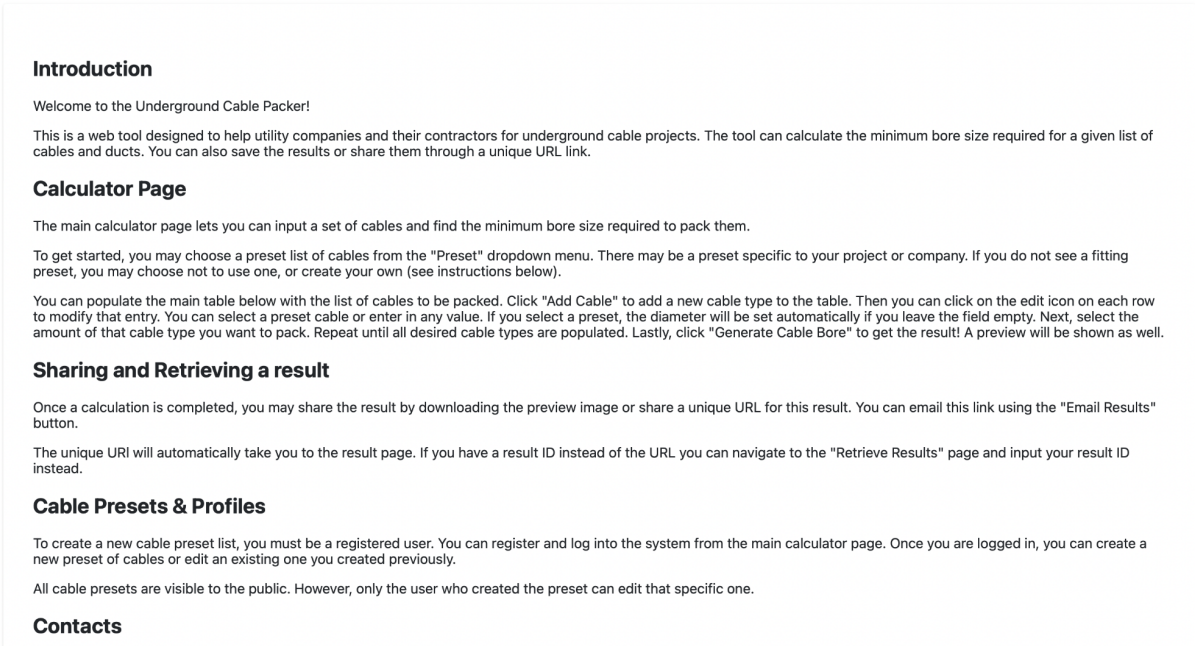 Introduction
Welcome to the Underground Cable Packer!
This is a web tool designed to help utility companies and their contractors for underground cable projects. The tool can calculate the minimum bore size required for a given list of
cables and ducts. You can also save the results or share them through a unique URL link.
Calculator Page
The main calculator page lets you can input a set of cables and find the minimum bore size required to pack them.
To get started, you may choose a preset list of cables from the "Preset" dropdown menu. There may be a preset specific to your project or company. If you do not see a fitting
preset, you may choose not to use one, or create your own (see instructions below).
You can populate the main table below with the list of cables to be packed. Click "Add Cable" to add a new cable type to the table. Then you can click on the edit icon on each row
to modify that entry. You can select a preset cable or enter in any value. If you select a preset, the diameter will be set automatically if you leave the field empty. Next, select the
amount of that cable type you want to pack. Repeat until all desired cable types are populated. Lastly, click "Generate Cable Bore" to get the result! A preview will be shown as well.
Sharing and Retrieving a result
Once a calculation is completed, you may share the result by downloading the preview image or share a unique URL for this result. You can email this link using the "Email Results"
button.
The unique URl will automatically take you to the result page. If you have a result ID instead of the URL you can navigate to the "Retrieve Results" page and input your result ID
instead.
Cable Presets & Profiles
To create a new cable preset list, you must be a registered user. You can register and log into the system from the main calculator page. Once you are logged in, you can create a
new preset of cables or edit an existing one you created previously.
All cable presets are visible to the public. However, only the user who created the preset can edit that specific one.
Contacts